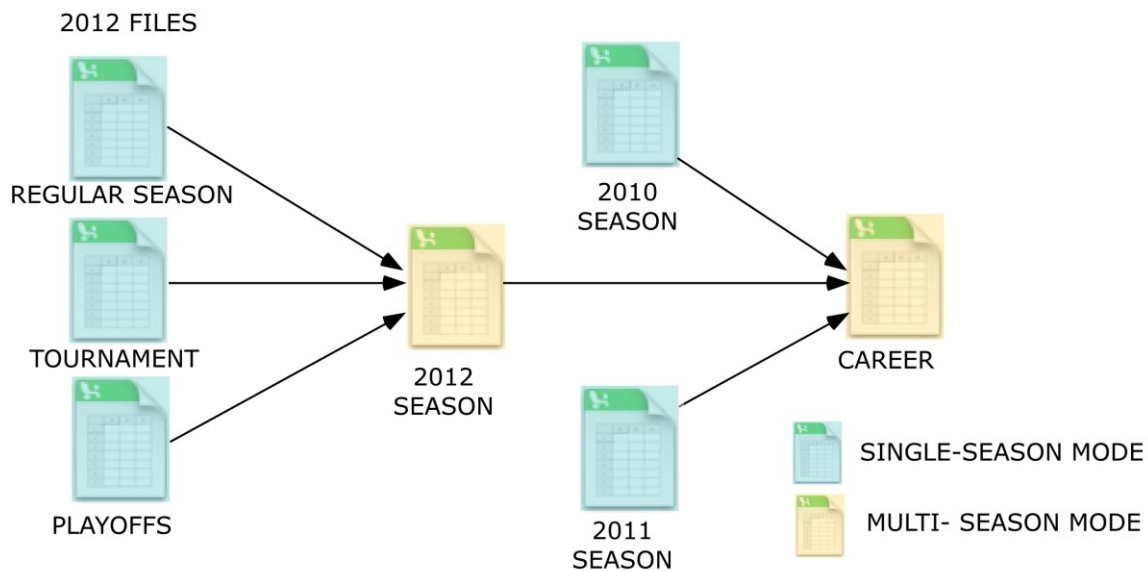 2012 FILES
REGULAR SEASON
TOURNAMENT
PLAYOFFS
2012
SEASON
2010
SEASON
2011
SEASON
CAREER
SINGLE-SEASON MODE
MULTI- SEASON MODE